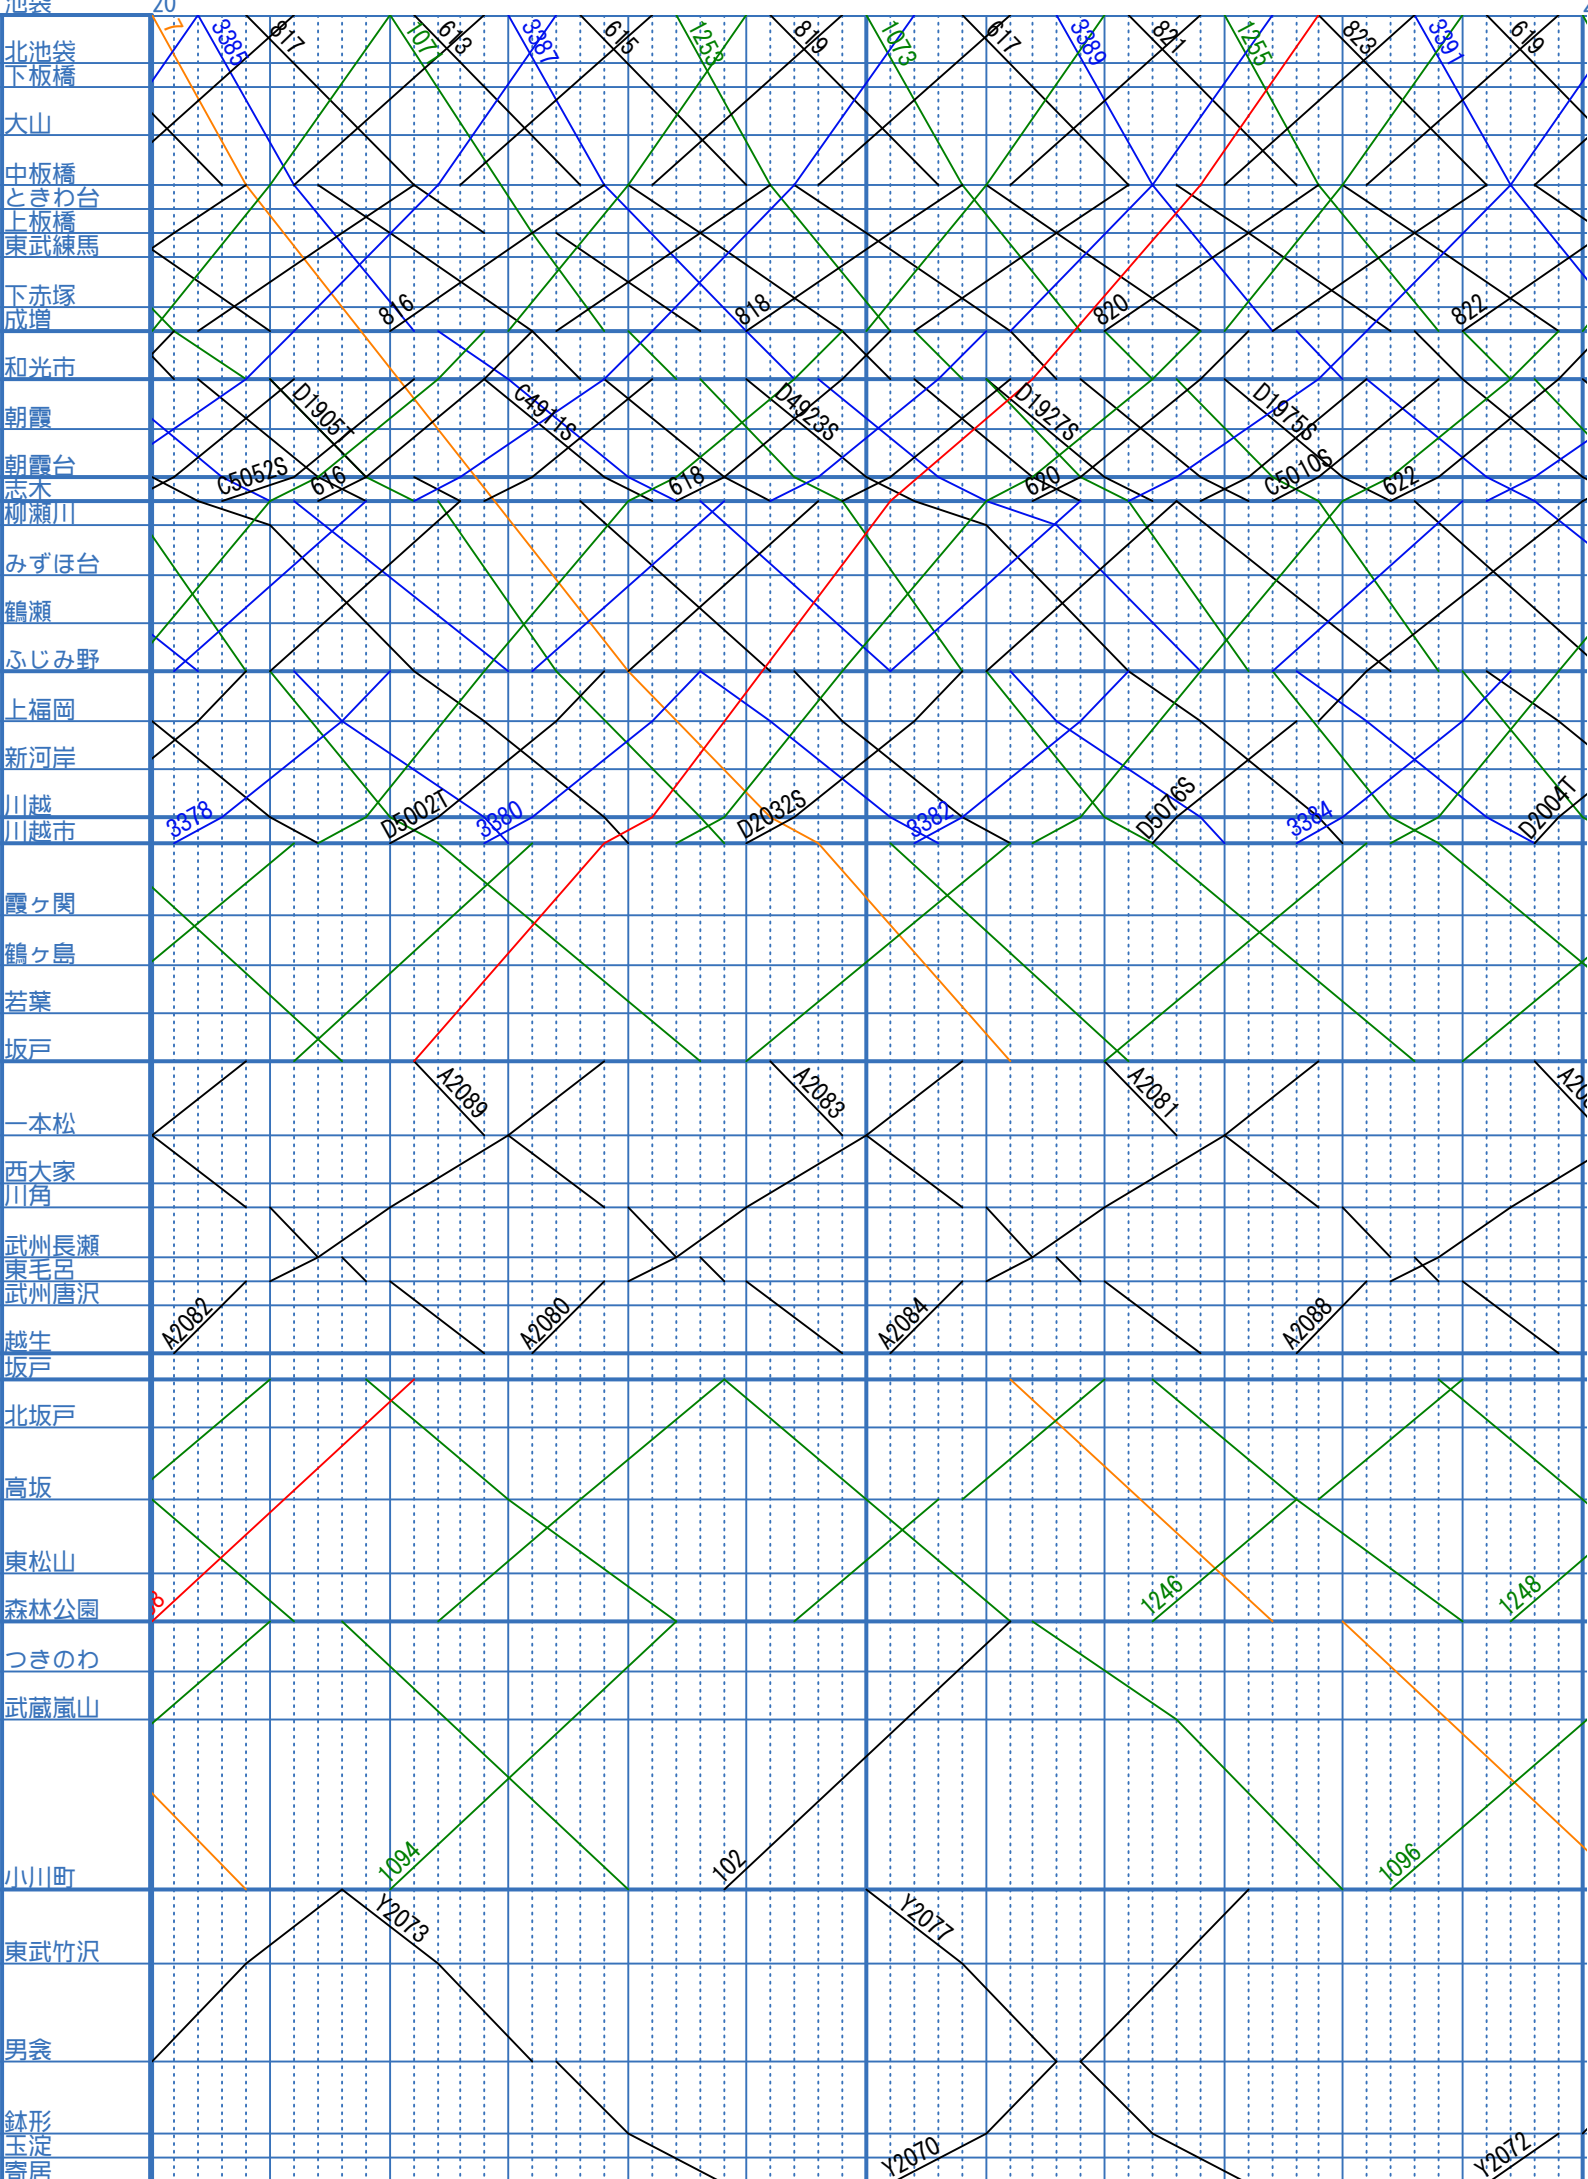 池袋
20
7
3385
817
1071
613
3387
615
1253
819
1073
617
3389
821
1255
823
3391
619
北池袋
下板橋
大山
中板橋
ときわ台
上板橋
東武練馬
下赤塚
成増
816
818
820
822
和光市
D1905T
C4911S
D4923S
D1927S
D1975S
朝霞
朝霞台
志木
C5052S
616
618
620
C5010S
622
柳瀬川
みずほ台
鶴瀬
ふじみ野
上福岡
新河岸
川越
川越市
3378
D5002T
3380
D2032S
3382
D5076S
3384
D2004T
霞ヶ関
鶴ヶ島
若葉
坂戸
A2089
A2083
A2081
一本松
西大家
川角
武州長瀬
東毛呂
武州唐沢
越生
A2082
A2080
A2084
A2088
坂戸
北坂戸
高坂
東松山
森林公園
8
1246
1248
つきのわ
武蔵嵐山
小川町
1094
102
1096
Y2073
Y2077
東武竹沢
男衾
鉢形
玉淀
寄居
Y2070
Y2072